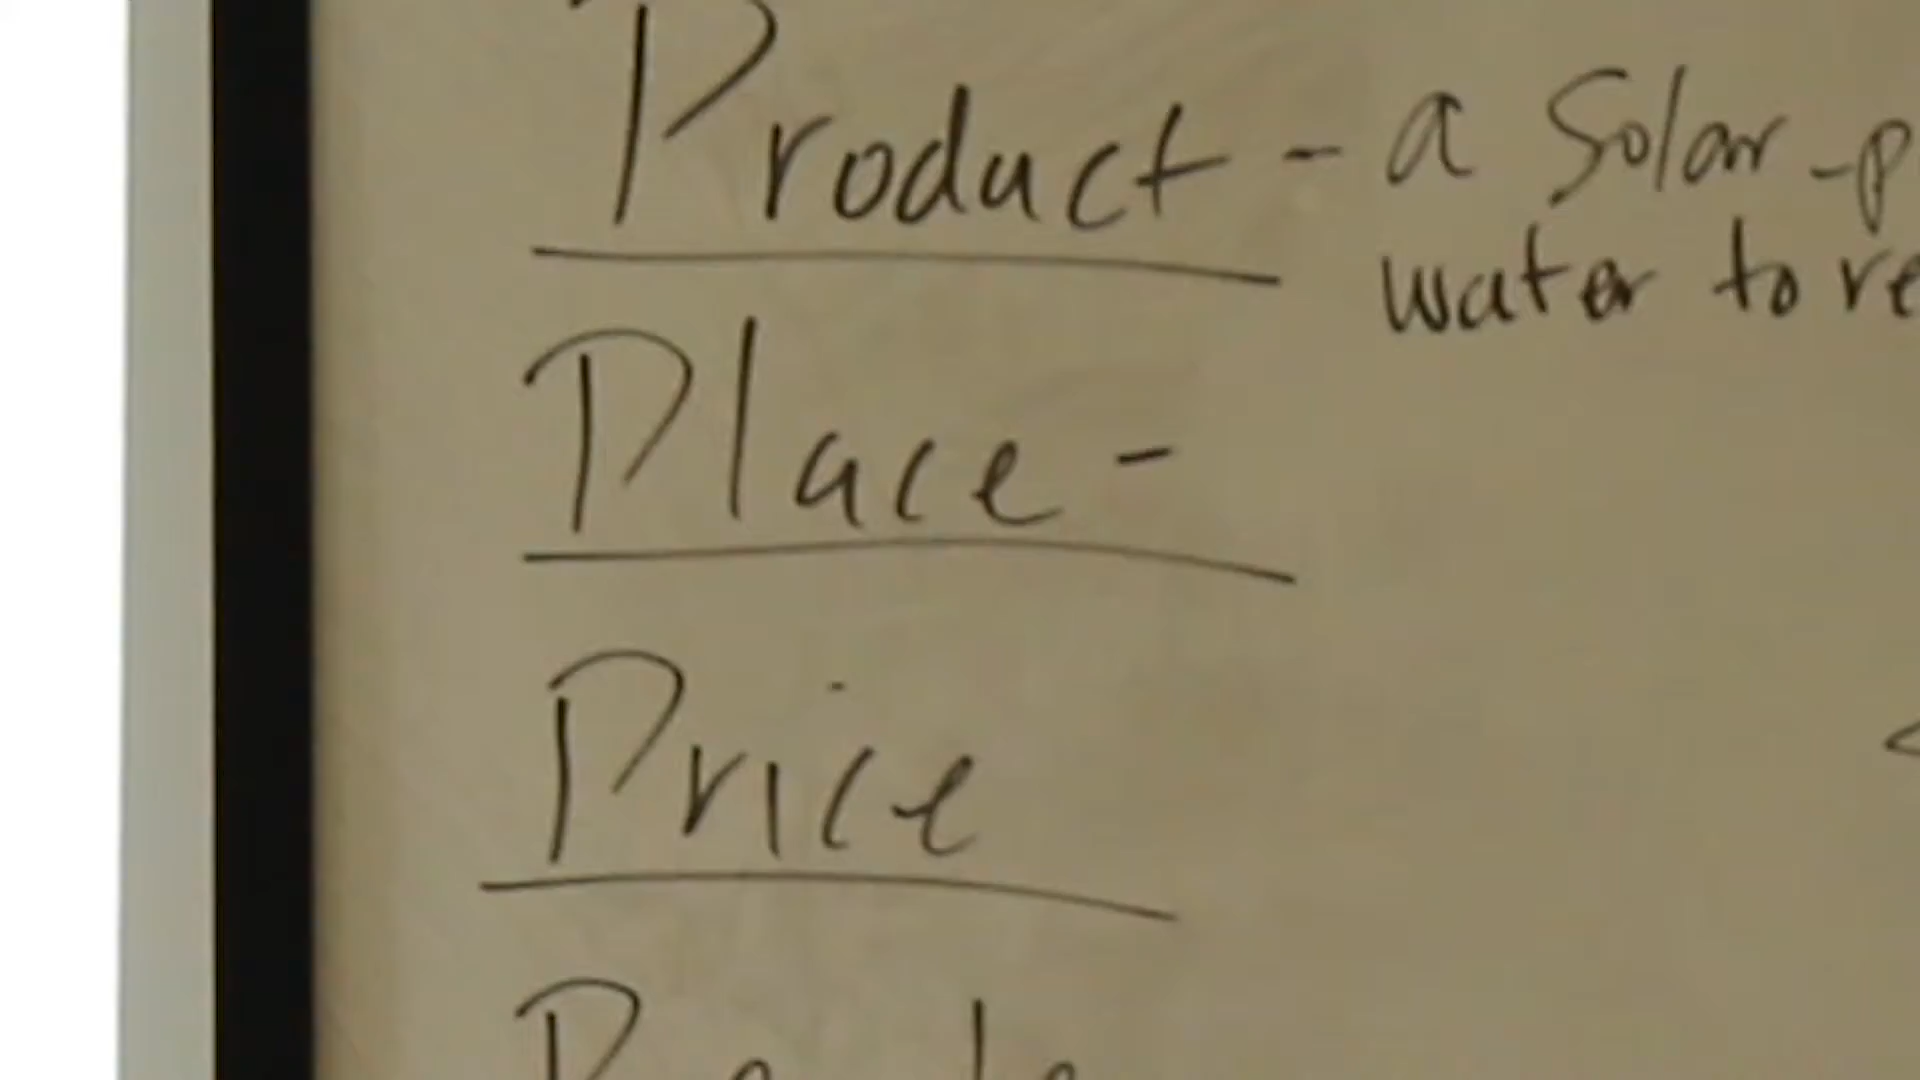 Product - a Solar-p
water to re
Place -
Price